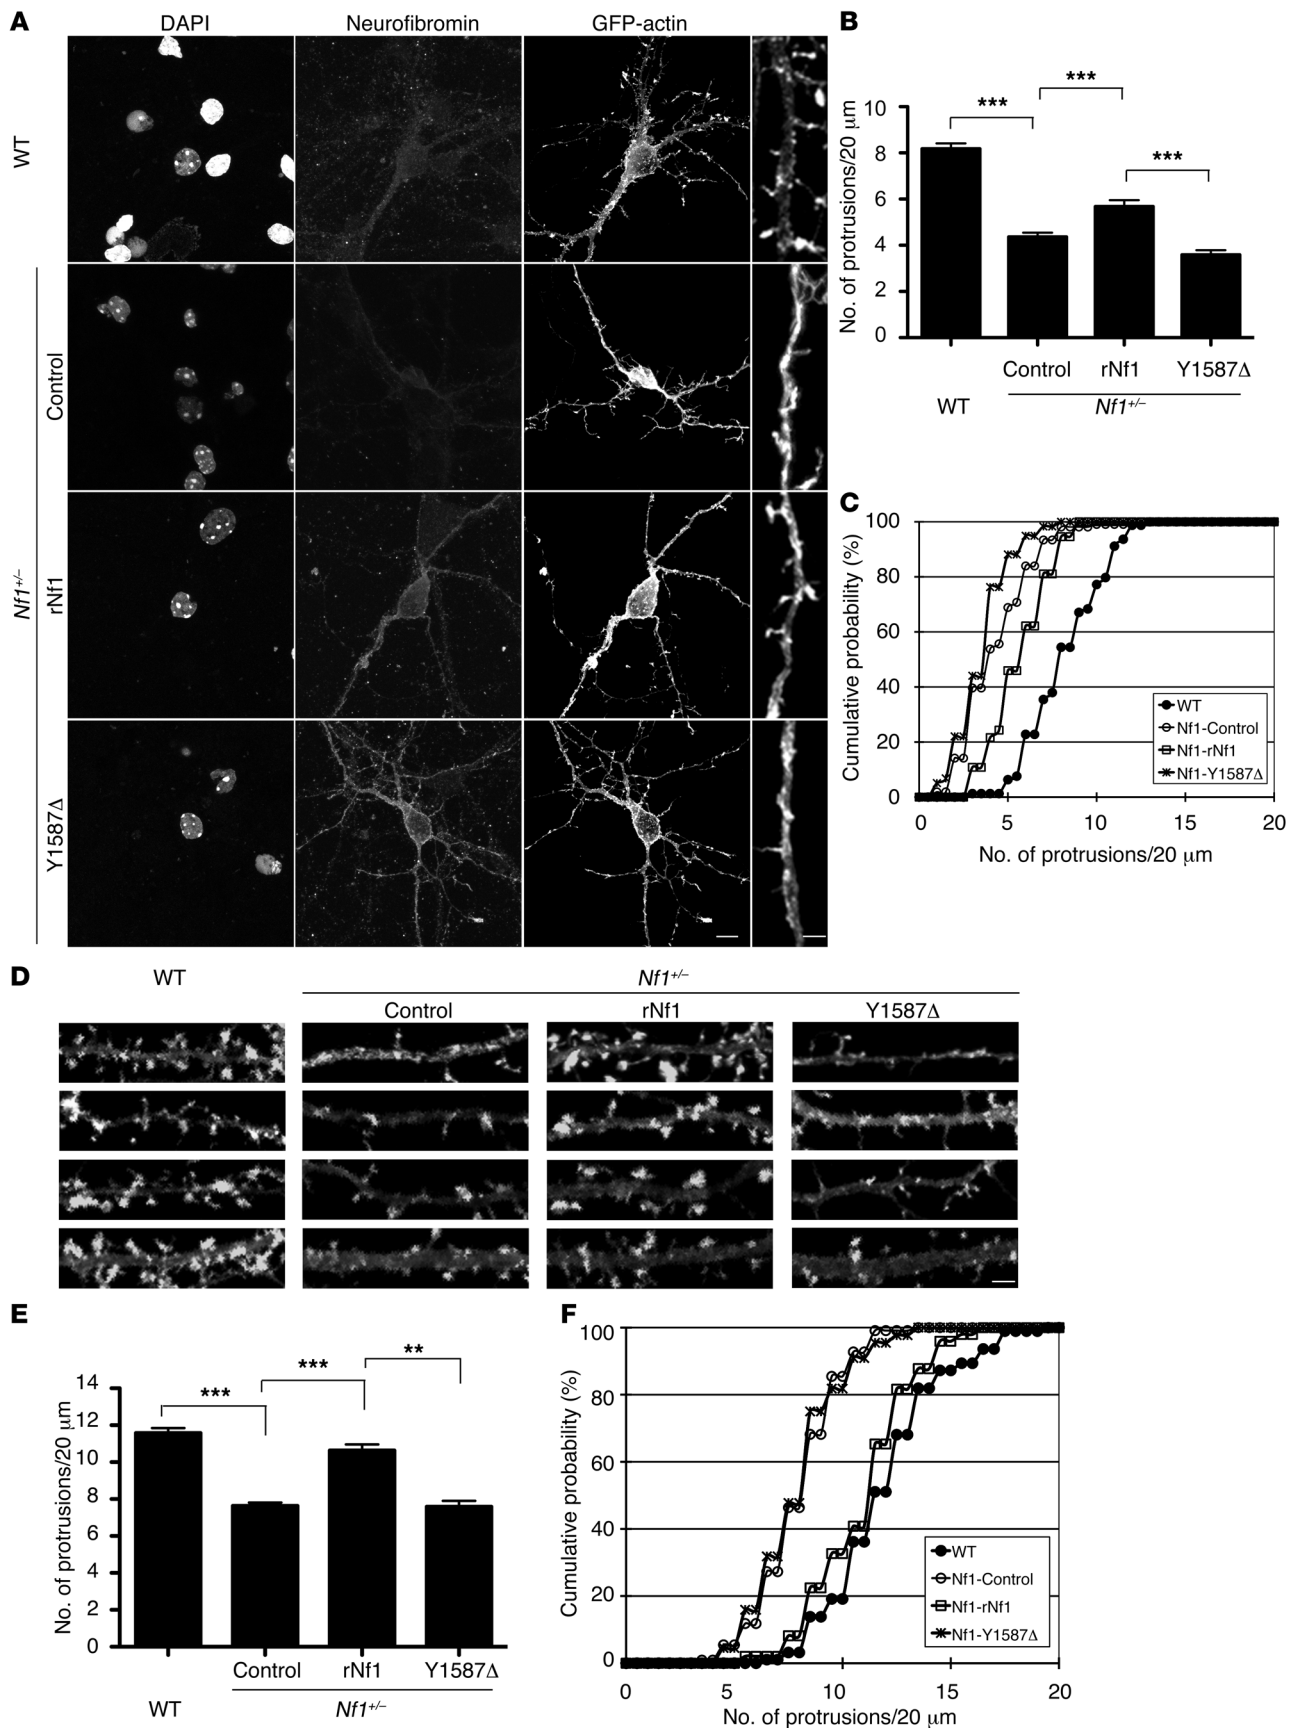 A
DAPI
Neurofibromin
GFP-actin
WT
Control
rNf1
Y1587Δ
Nf1+/–
B
***
***
***
No. of protrusions/20 μm
10
8
6
4
2
0
Control
rNf1
Y1587Δ
WT
Nf1+/–
C
Cumulative probability (%)
100
80
60
40
20
0
WT
Nf1-Control
Nf1-rNf1
Nf1-Y1587Δ
0
5
10
15
20
No. of protrusions/20 μm
D
WT
Nf1+/–
Control
rNf1
Y1587Δ
E
***
***
**
No. of protrusions/20 μm
14
12
10
8
6
4
2
0
Control
rNf1
Y1587Δ
WT
Nf1+/–
F
Cumulative probability (%)
100
80
60
40
20
0
WT
Nf1-Control
Nf1-rNf1
Nf1-Y1587Δ
0
5
10
15
20
No. of protrusions/20 μm